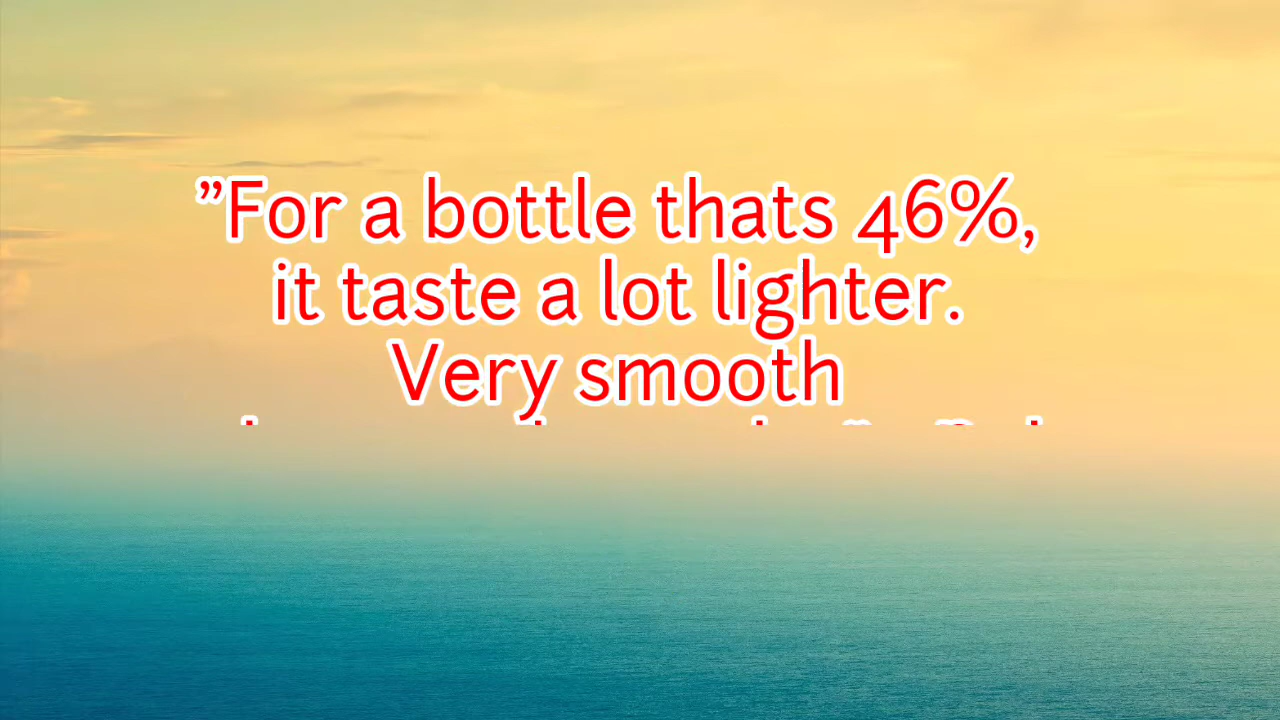 ”For a bottle thats 46%,
it taste a lot lighter.
Very smooth